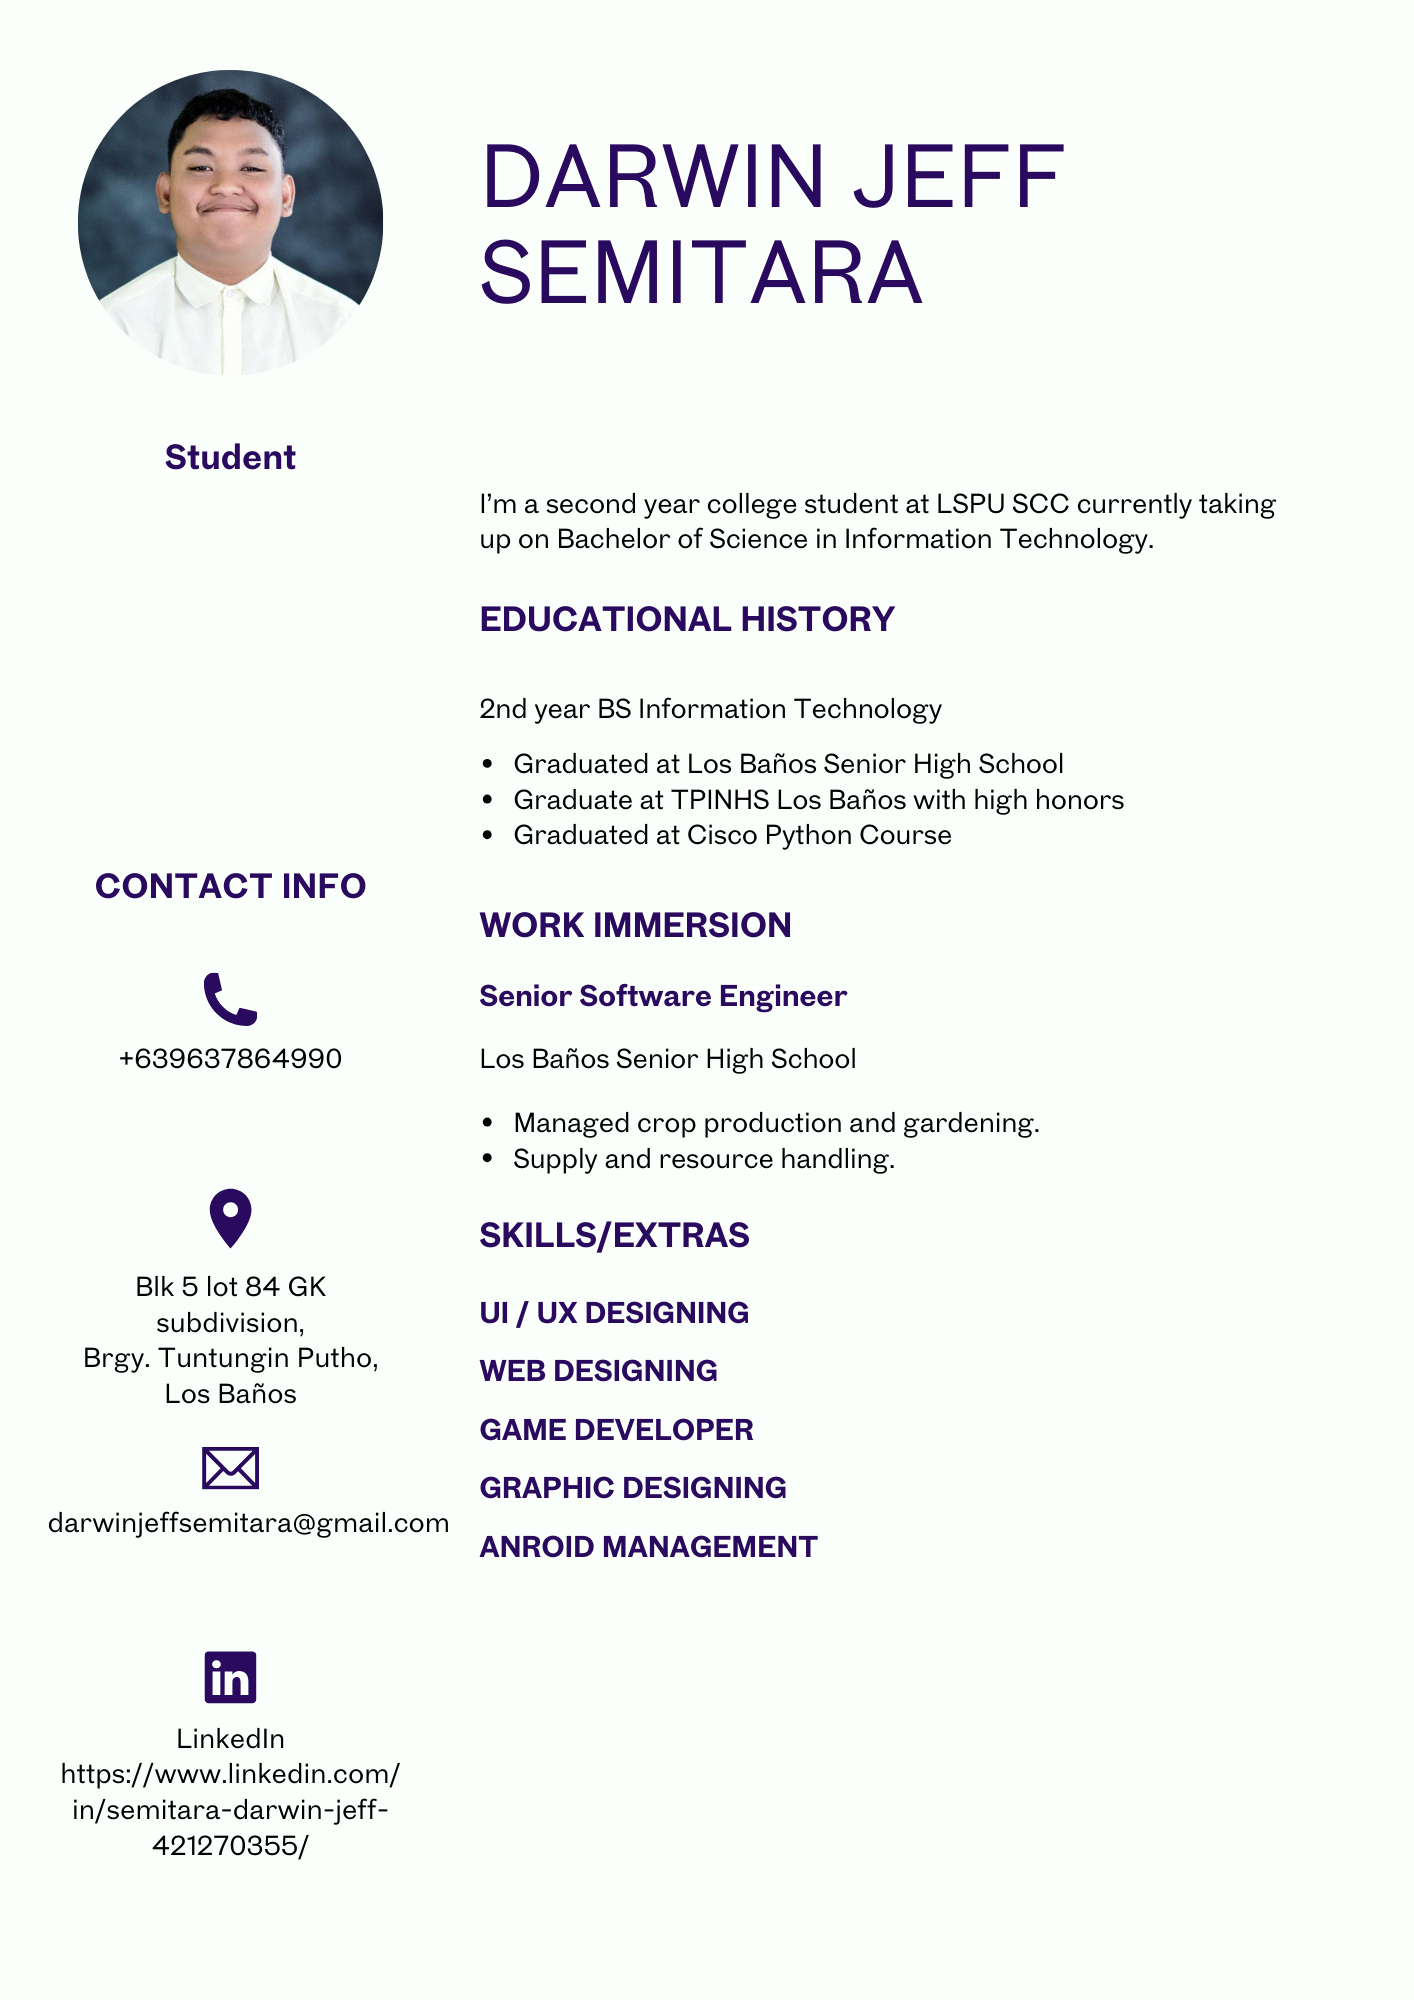 DARWIN JEFF
SEMITARA
Student
I'm a second year college student at LSPU SCC currently taking
up on Bachelor of Science in Information Technology.
EDUCATIONAL HISTORY
2nd year BS Information Technology
• Graduated at Los Baños Senior High School
• Graduate at TPINHS Los Baños with high honors
• Graduated at Cisco Python Course
WORK IMMERSION
Senior Software Engineer
Los Baños Senior High School
• Managed crop production and gardening.
• Supply and resource handling.
SKILLS/EXTRAS
UI / UX DESIGNING
WEB DESIGNING
GAME DEVELOPER
GRAPHIC DESIGNING
ANROID MANAGEMENT
CONTACT INFO
+639637864990
Blk 5 lot 84 GK
subdivision,
Brgy. Tuntungin Putho,
Los Baños
darwinjeffsemitara@gmail.com
in
LinkedIn
https://www.linkedin.com/
in/semitara-darwin-jeff-
421270355/